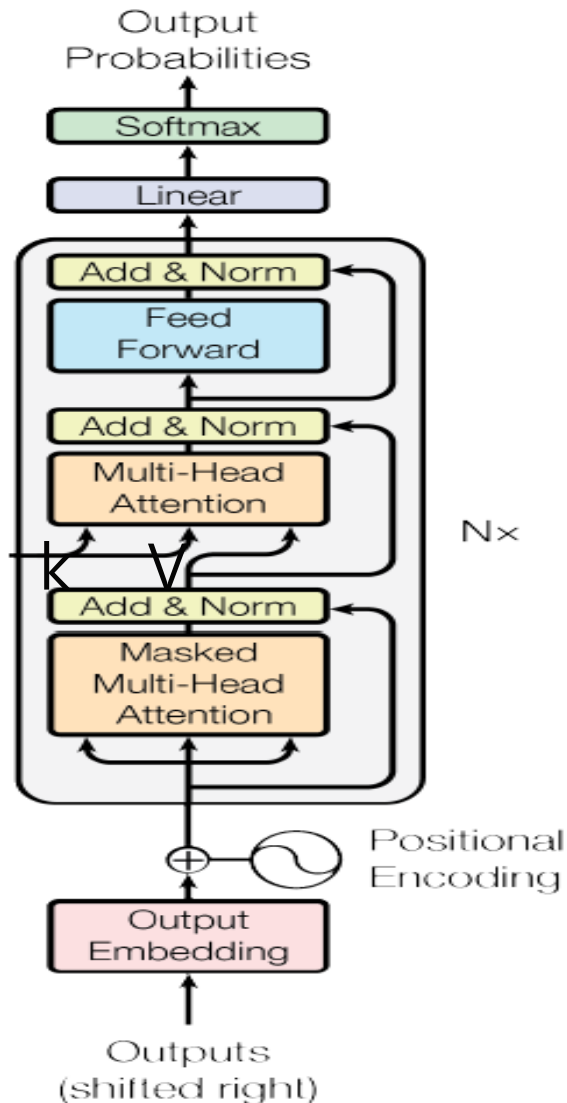 Output
Probabilities
Softmax
Linear
Add & Norm
Feed
Forward
Add & Norm
Multi-Head
Attention
Nx
k V
Add & Norm
Masked
Multi-Head
Attention
Positional
Encoding
Output
Embedding
Outputs
(shifted right)